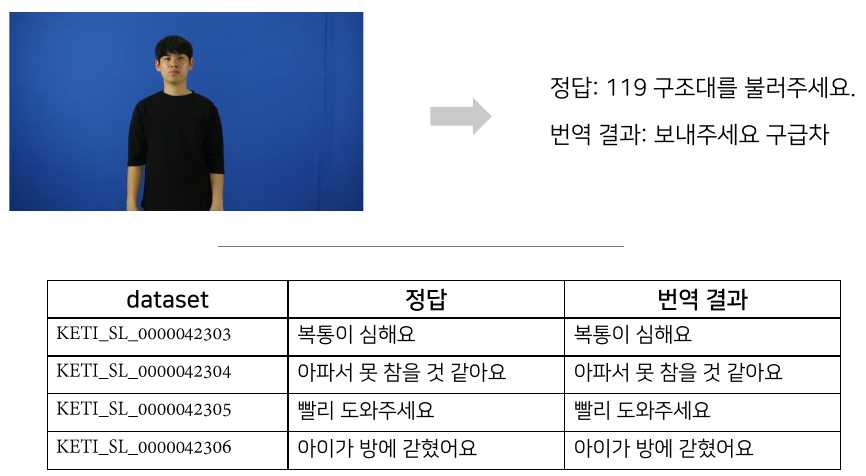 정답: 119 구조대를 불러주세요.
번역 결과: 보내주세요 구급차
dataset 정답 번역 결과
KETI_SL_0000042303 복통이 심해요 복통이 심해요
KETI_SL_0000042304 아파서 못 참을 것 같아요 아파서 못 참을 것 같아요
KETI_SL_0000042305 빨리 도와주세요 빨리 도와주세요
KETI_SL_0000042306 아이가 방에 갇혔어요 아이가 방에 갇혔어요